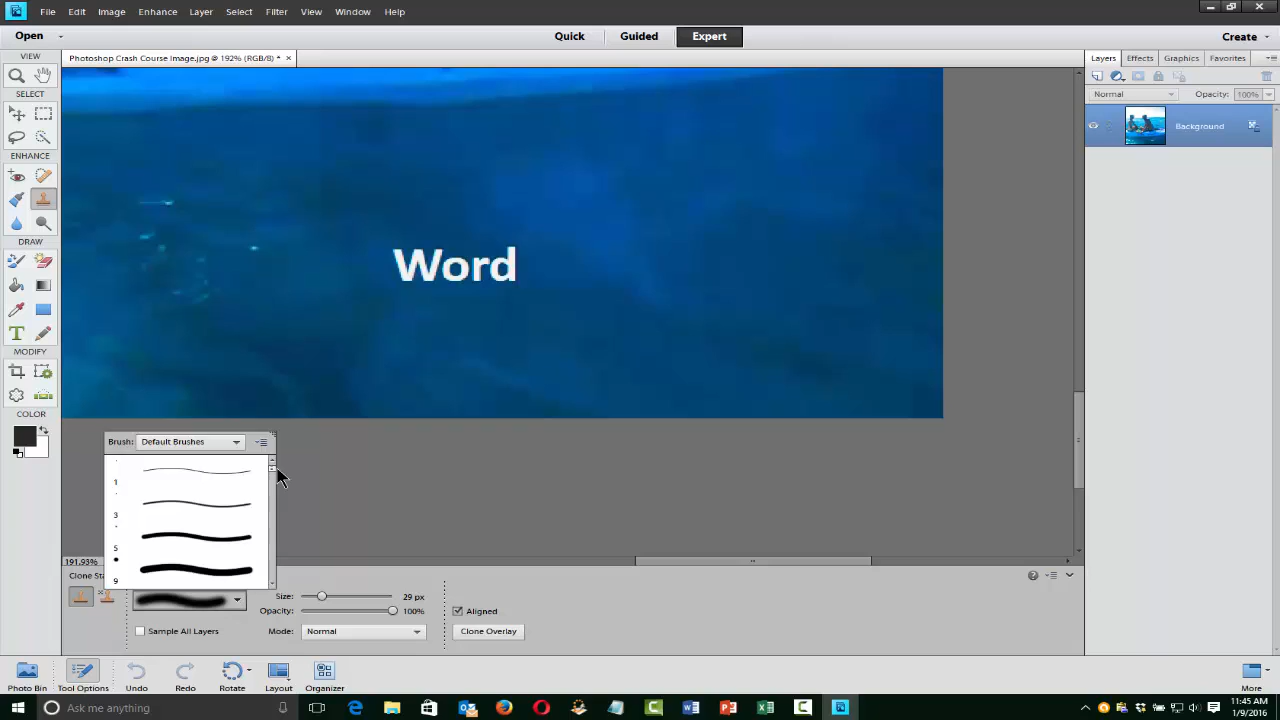 File Edit Image Enhance Layer Select Filter View Window Help
Open Quick Guided Expert Create
VIEW
Photoshop Crash Course Image.jpg @ 192% (RGB/8) *
Layers Effects Graphics Favorites
SELECT
Normal Opacity: 100%
Background
ENHANCE
DRAW
Word
MODIFY
COLOR
Brush: Default Brushes
1
3
5
9
191.93%
Clone Sta
Size: 29 px
Opacity: 100%
Aligned
Sample All Layers
Mode: Normal
Clone Overlay
Photo Bin Tool Options Undo Redo Rotate Layout Organizer More
Ask me anything
11:45 AM
1/9/2016